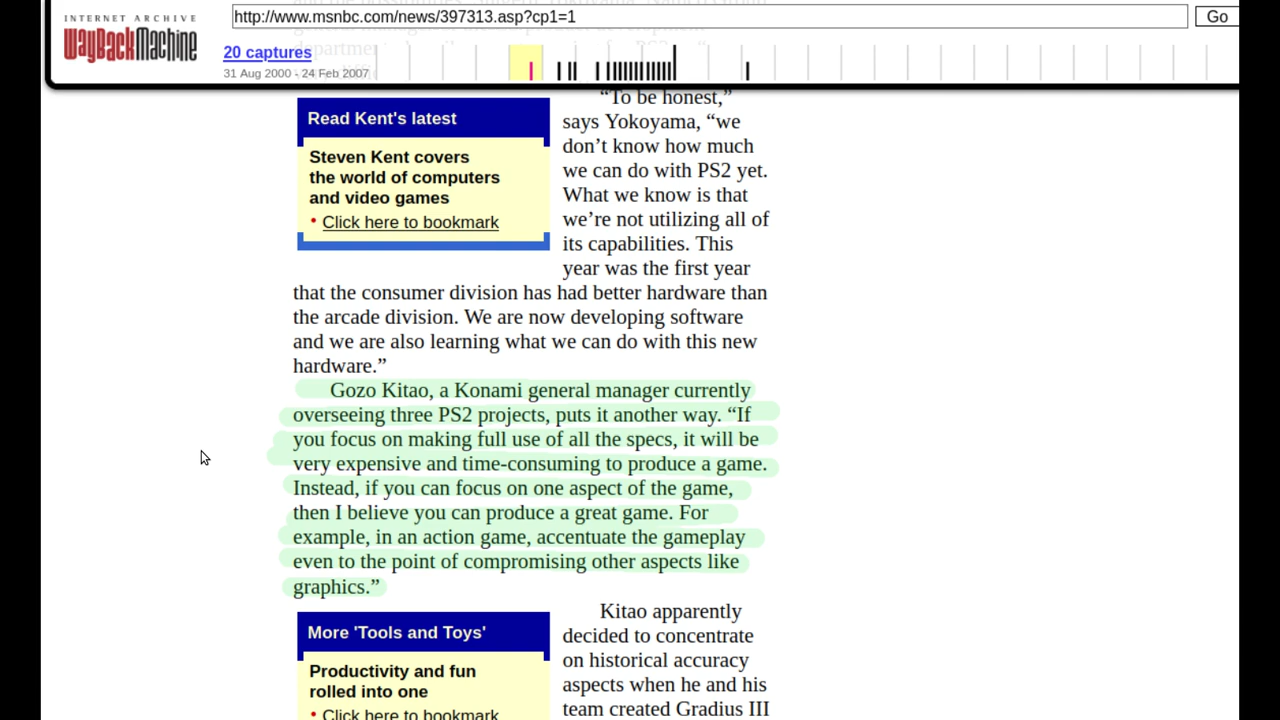 INTERNET ARCHIVE
WayBackMachine
http://www.msnbc.com/news/397313.asp?cp1=1
Go
20 captures
31 Aug 2000 - 24 Feb 2007
“To be honest,”
says Yokoyama, “we
don’t know how much
we can do with PS2 yet.
What we know is that
we’re not utilizing all of
its capabilities. This
year was the first year
that the consumer division has had better hardware than
the arcade division. We are now developing software
and we are also learning what we can do with this new
hardware.”
Read Kent's latest
Steven Kent covers
the world of computers
and video games
• Click here to bookmark
Gozo Kitao, a Konami general manager currently
overseeing three PS2 projects, puts it another way. “If
you focus on making full use of all the specs, it will be
very expensive and time-consuming to produce a game.
Instead, if you can focus on one aspect of the game,
then I believe you can produce a great game. For
example, in an action game, accentuate the gameplay
even to the point of compromising other aspects like
graphics.”
More 'Tools and Toys'
Productivity and fun
rolled into one
• Click here to bookmark
Kitao apparently
decided to concentrate
on historical accuracy
aspects when he and his
team created Gradius III